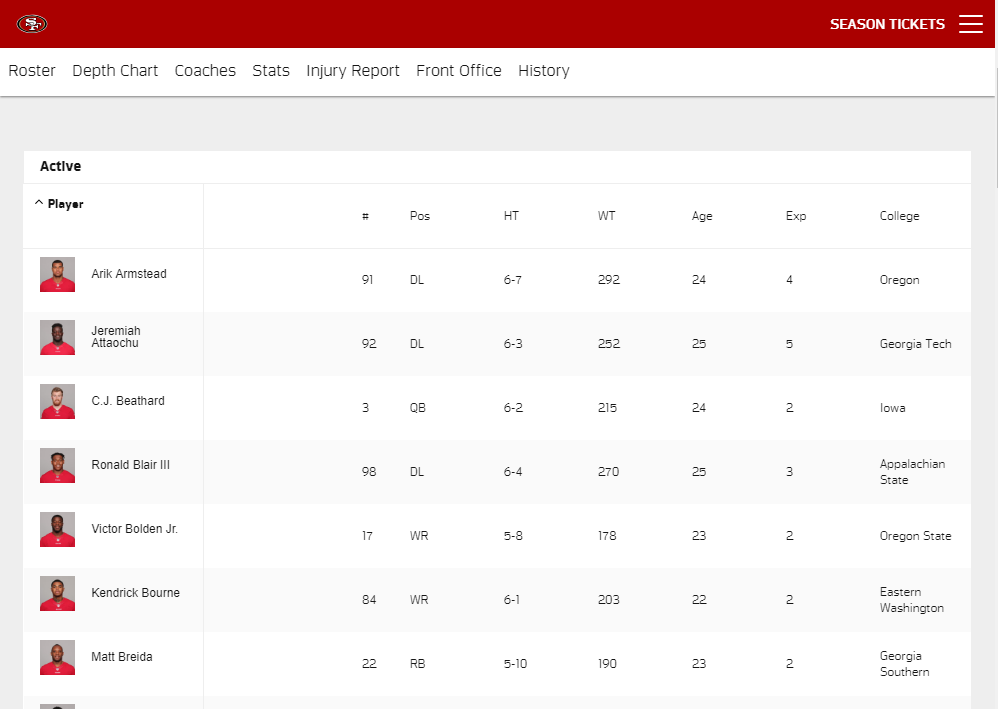 SF
SEASON TICKETS
Roster Depth Chart Coaches Stats Injury Report Front Office History
Active
Player # Pos HT WT Age Exp College
Arik Armstead 91 DL 6-7 292 24 4 Oregon
Jeremiah
Attaochu 92 DL 6-3 252 25 5 Georgia Tech
C.J. Beathard 3 QB 6-2 215 24 2 Iowa
Ronald Blair III 98 DL 6-4 270 25 3 Appalachian
State
Victor Bolden Jr. 17 WR 5-8 178 23 2 Oregon State
Kendrick Bourne 84 WR 6-1 203 22 2 Eastern
Washington
Matt Breida 22 RB 5-10 190 23 2 Georgia
Southern